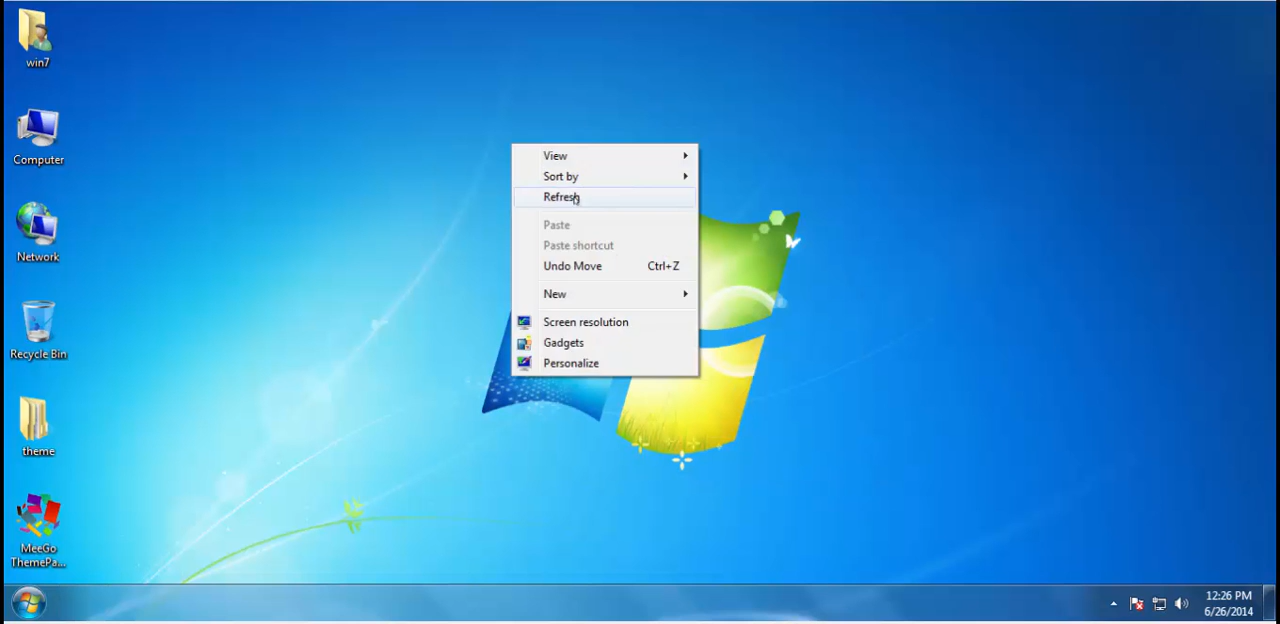 win7
Computer
Network
Recycle Bin
theme
MeeGo
ThemePa...
View
Sort by
Refresh
Paste
Paste shortcut
Undo Move Ctrl+Z
New
Screen resolution
Gadgets
Personalize
12:26 PM
6/26/2014